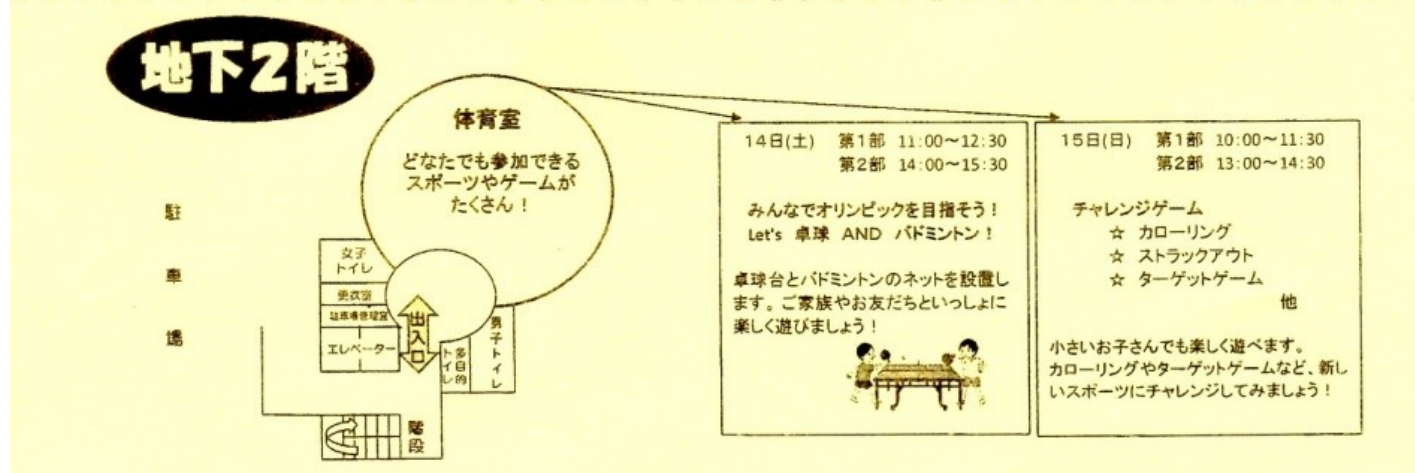 地下2階
体育室
どなたでも参加できる
スポーツやゲームが
たくさん！
駐
車
場
女子
トイレ
更衣室
駐車場管理室
エレベーター
出入口
多目的
トイレ
男子トイレ
階段
14日(土) 第1部 11:00～12:30
第2部 14:00～15:30
みんなでオリンピックを目指そう！
Let's 卓球 AND バドミントン！
卓球台とバドミントンのネットを設置し
ます。ご家族やお友だちといっしょに
楽しく遊びましょう！
15日(日) 第1部 10:00～11:30
第2部 13:00～14:30
チャレンジゲーム
☆ カローリング
☆ ストラックアウト
☆ ターゲットゲーム
他
小さいお子さんでも楽しく遊べます。
カローリングやターゲットゲームなど、新し
いスポーツにチャレンジしてみましょう！